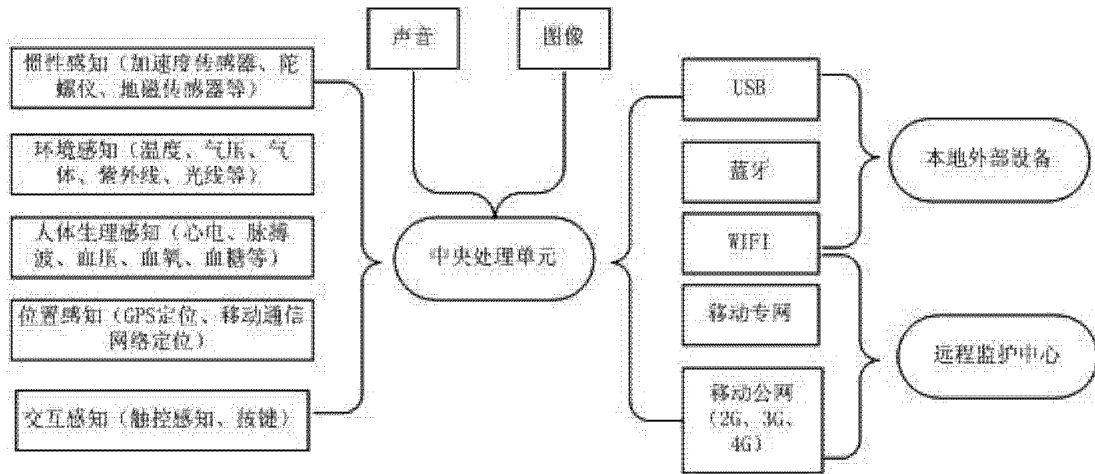 声音
图像
惯性感知（加速度传感器、陀
螺仪、地磁传感器等）
环境感知（温度、气压、气
体、紫外线、光线等）
人体生理感知（心电、脉搏
波、血压、血氧、血糖等）
位置感知（GPS定位、移动通信
网络定位）
交互感知（触控感知、按键）
中央处理单元
USB
蓝牙
WIFI
移动专网
移动公网
（2G、3G、
4G）
本地外部设备
远程监护中心